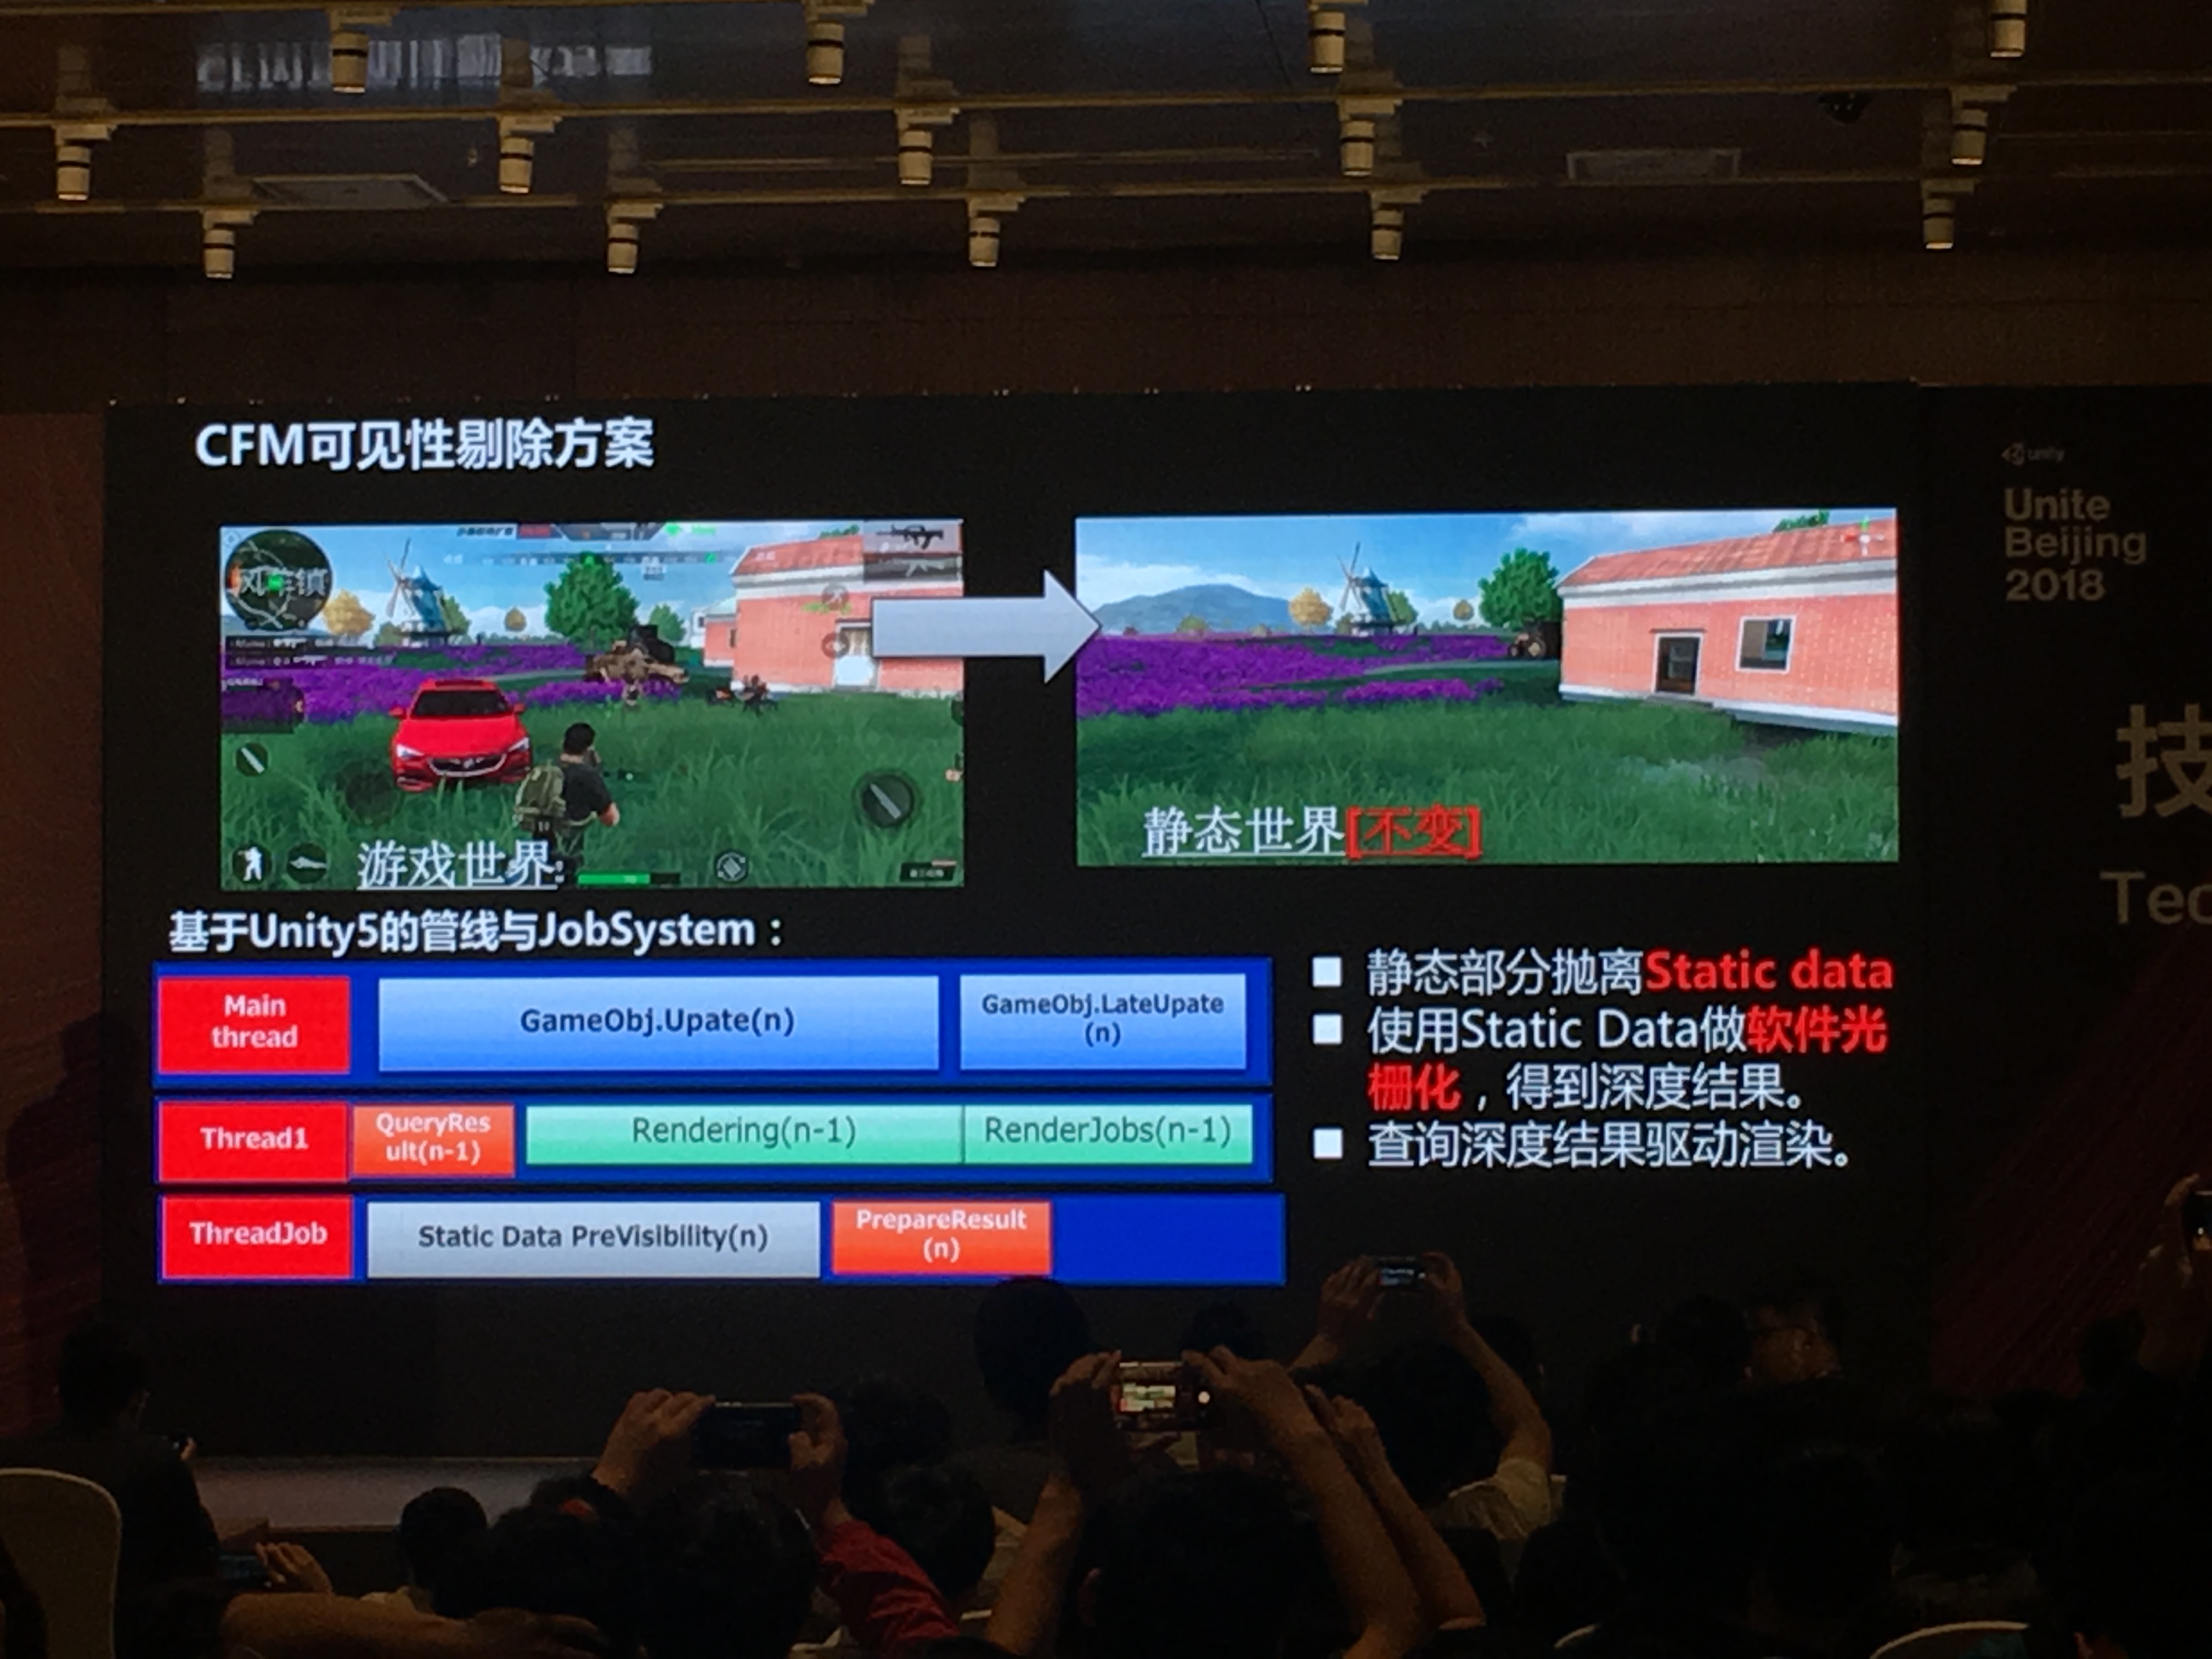 CFM可见性剔除方案
unity
Unite
Beijing
2018
风车镇
游戏世界:
静态世界[不变]
技
Tec
基于Unity5的管线与JobSystem：
Main
thread
GameObj.Upate(n)
GameObj.LateUpate
(n)
Thread1
QueryRes
ult(n-1)
Rendering(n-1)
RenderJobs(n-1)
ThreadJob
Static Data PreVisibility(n)
PrepareResult
(n)
■ 静态部分抛离Static data
■ 使用Static Data做软件光
栅化，得到深度结果。
■ 查询深度结果驱动渲染。